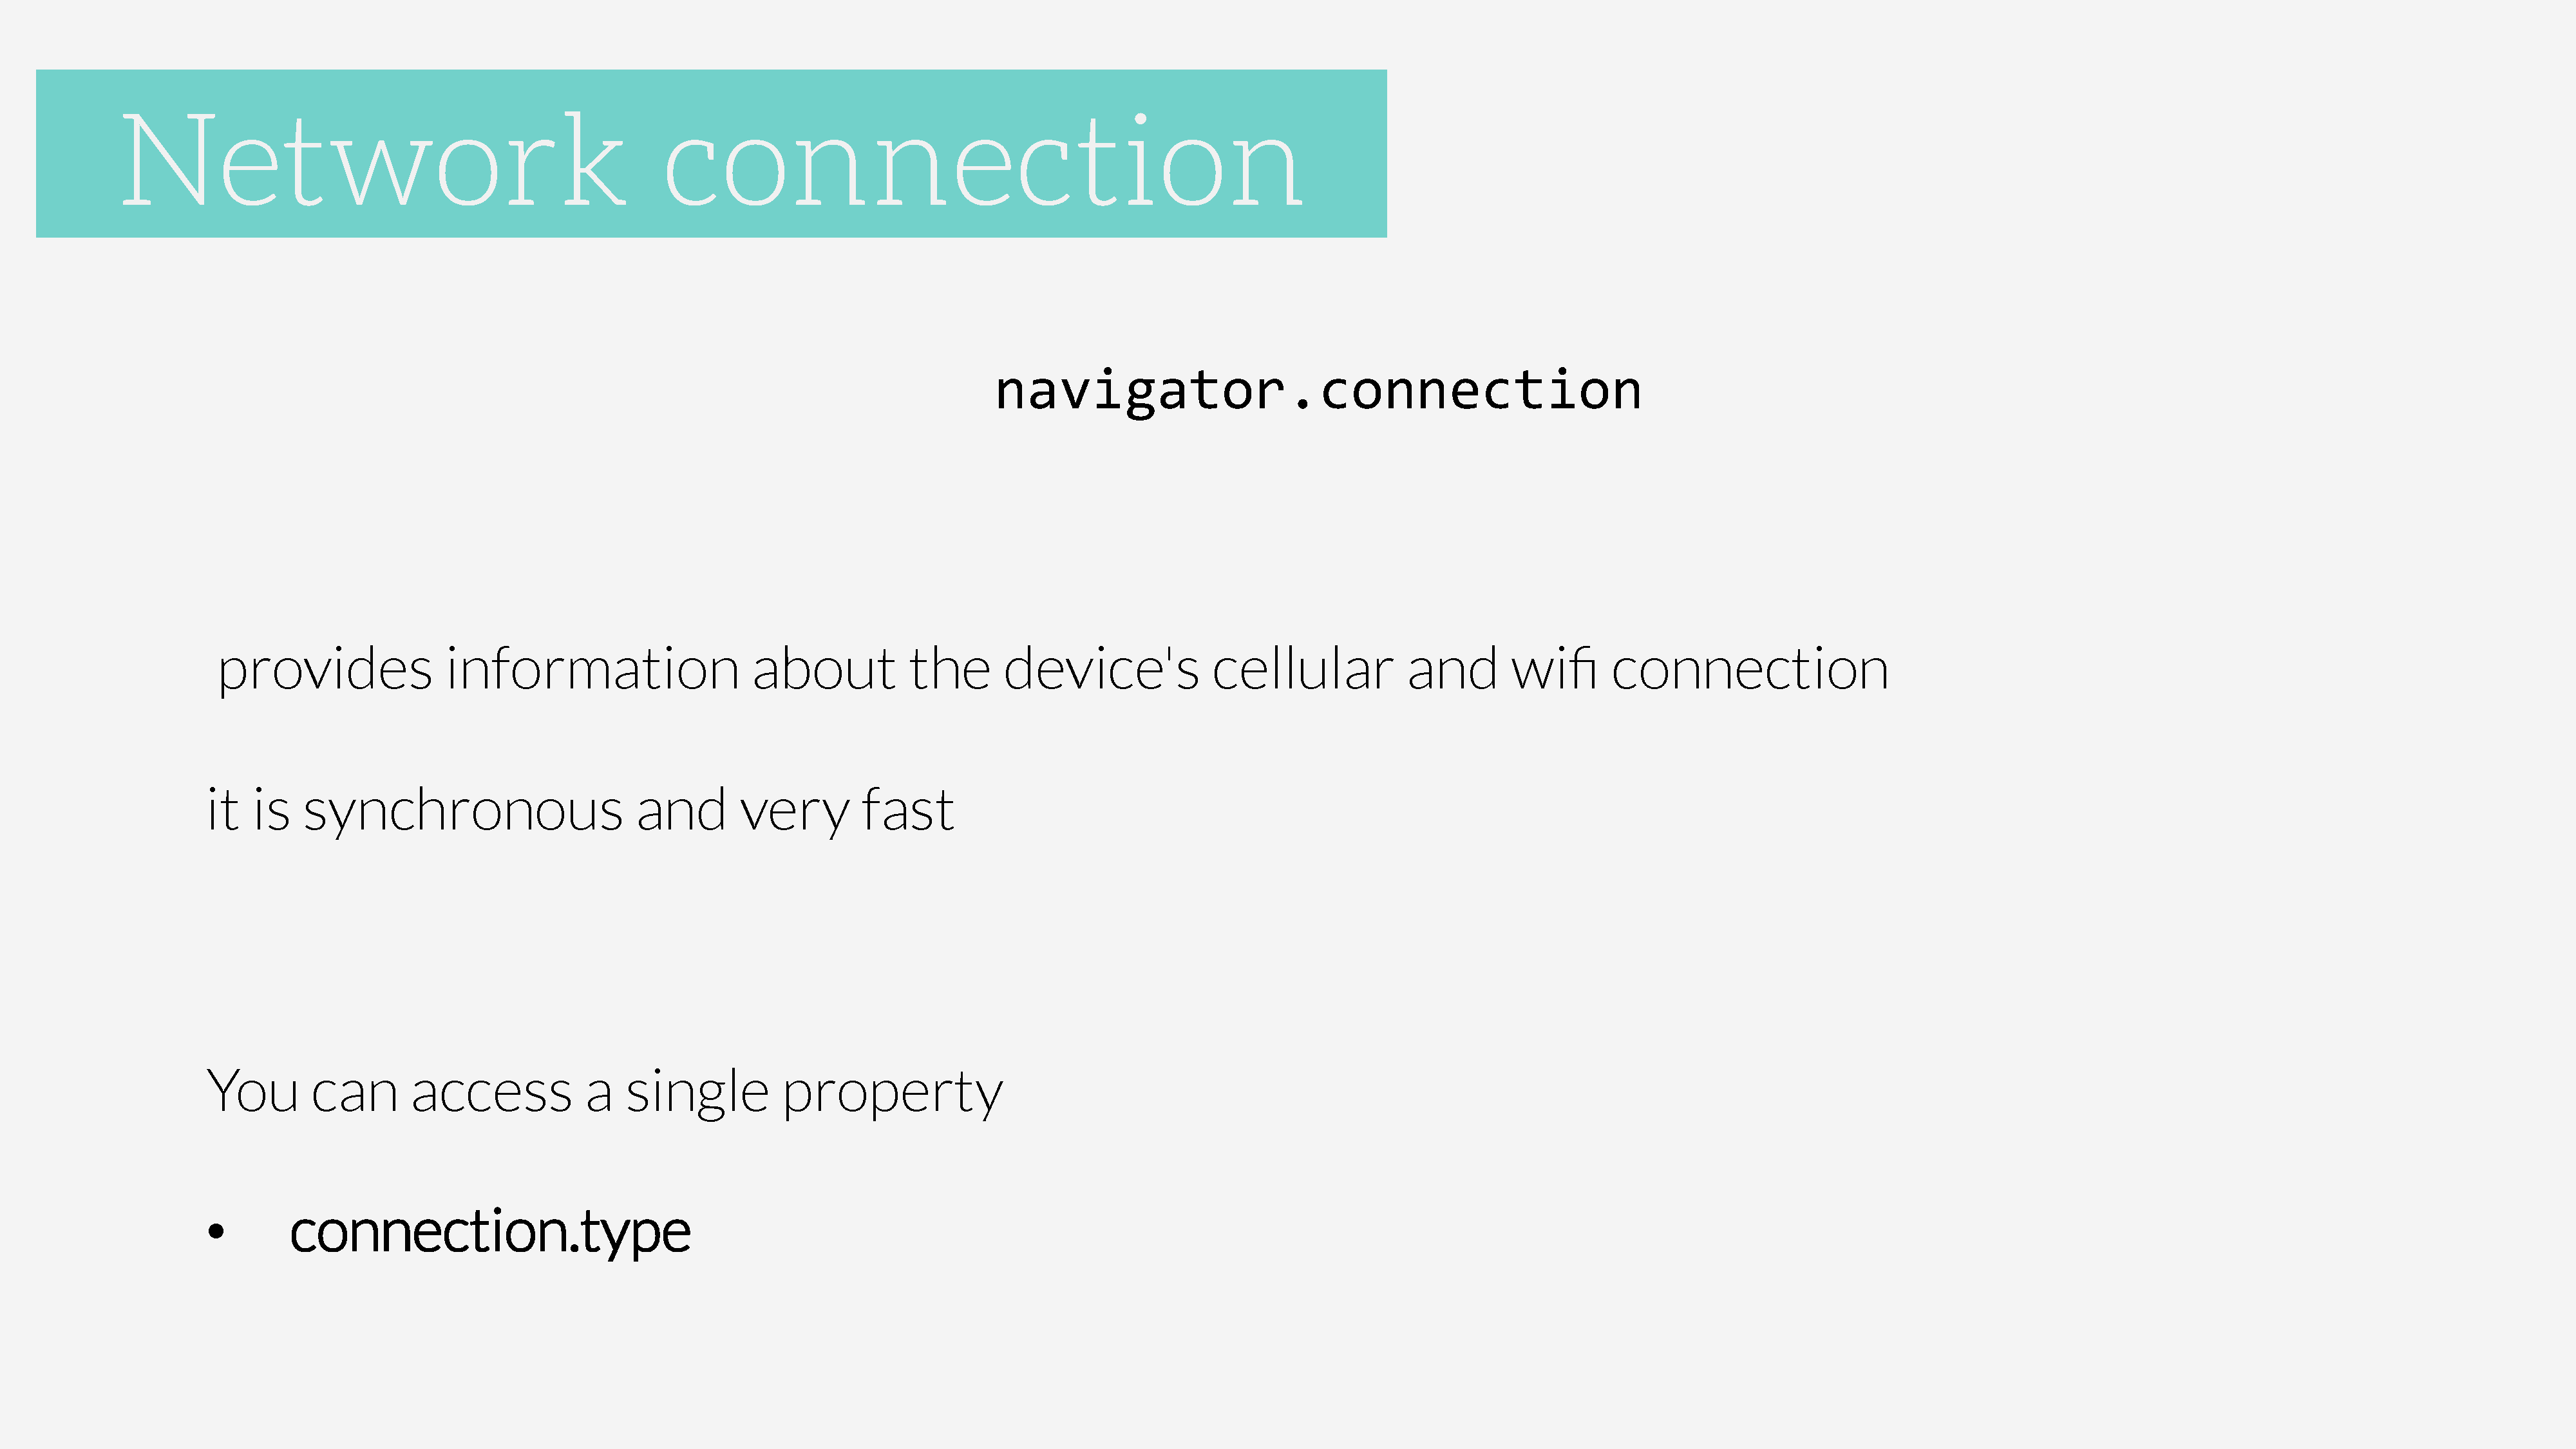 Network connection
navigator.connection
provides information about the device's cellular and wifi connection
it is synchronous and very fast
You can access a single property
• connection.type